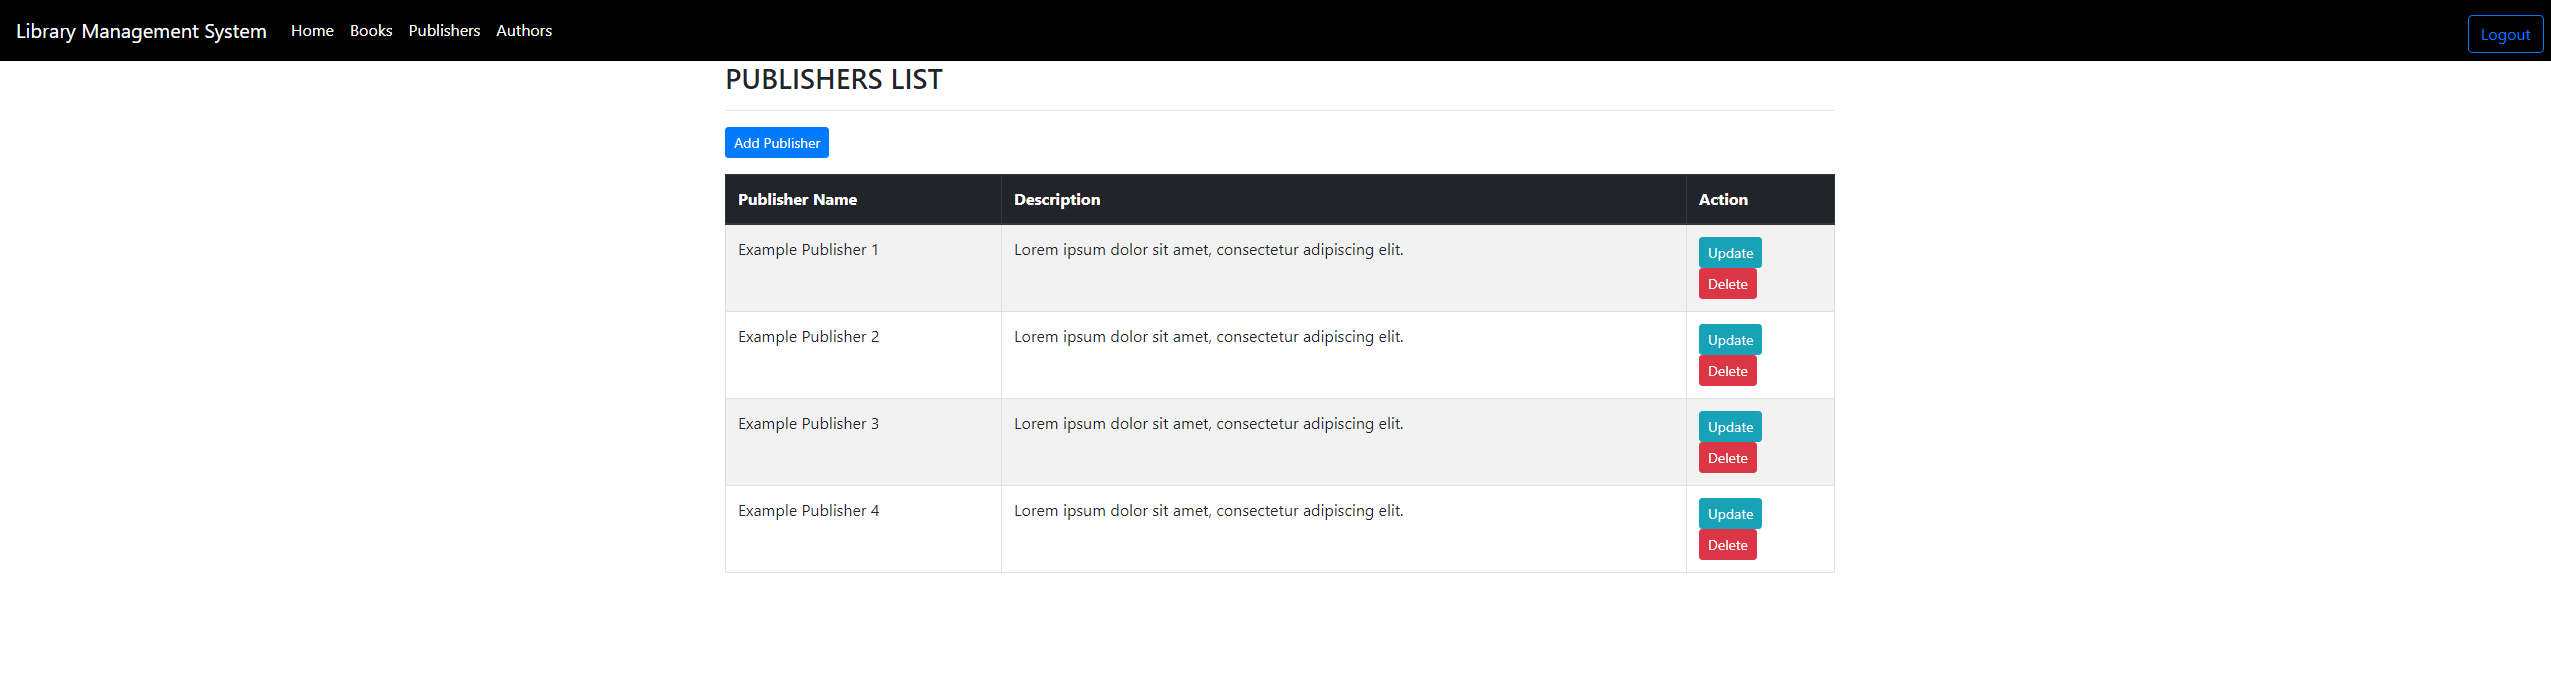 Library Management System Home Books Publishers Authors Logout
PUBLISHERS LIST
Add Publisher
Publisher Name Description Action
Example Publisher 1 Lorem ipsum dolor sit amet, consectetur adipiscing elit. Update
Delete
Example Publisher 2 Lorem ipsum dolor sit amet, consectetur adipiscing elit. Update
Delete
Example Publisher 3 Lorem ipsum dolor sit amet, consectetur adipiscing elit. Update
Delete
Example Publisher 4 Lorem ipsum dolor sit amet, consectetur adipiscing elit. Update
Delete